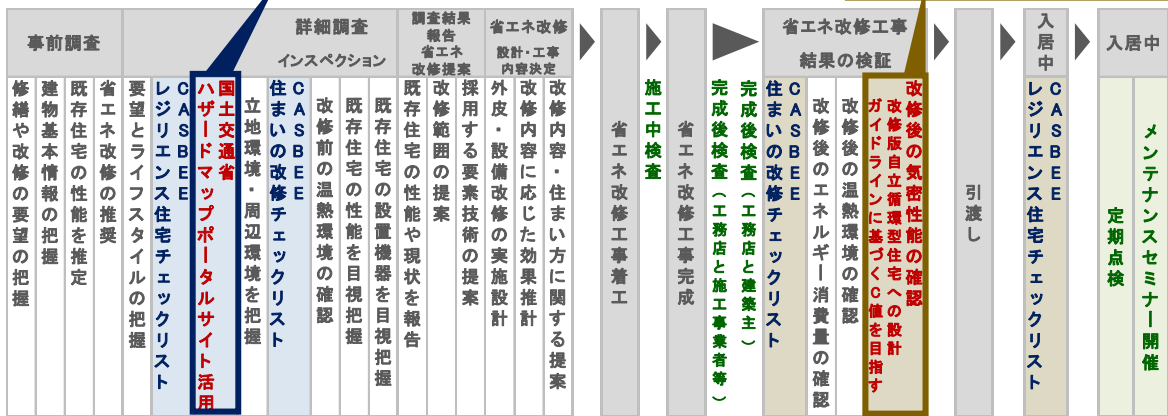 事前調査
修繕や改修の要望の把握
建物基本情報の把握
既存住宅の性能を推定
省エネ改修の推奨
詳細調査
インスペクション
要望とライフスタイルの把握
CASBEE
レジリエンス住宅チェックリスト
国土交通省
ハザードマップポータルサイト活用
立地環境・周辺環境を把握
CASBEE
住まいの改修チェックリスト
改修前の温熱環境の確認
既存住宅の性能を目視把握
既存住宅の設置機器を目視把握
調査結果
報告
省エネ
改修提案
既存住宅の性能や現状を報告
改修範囲の提案
採用する要素技術の提案
省エネ改修
設計・工事
内容決定
外皮・設備改修の実施設計
改修内容に応じた効果推計
改修内容・住まい方に関する提案
省エネ改修工事着工
施工中検査
省エネ改修工事完成
完成後検査(工務店と施工事業者等)
完成後検査(工務店と建築主)
省エネ改修工事
結果の検証
CASBEE
住まいの改修チェックリスト
改修後のエネルギー消費量の確認
改修後の温熱環境の確認
改修後の気密性能の確認
改修版自立循環型住宅への設計
ガイドラインに基づくC値を目指す
引渡し
入居中
CASBEE
レジリエンス住宅チェックリスト
入居中
定期点検
メンテナンスセミナー開催